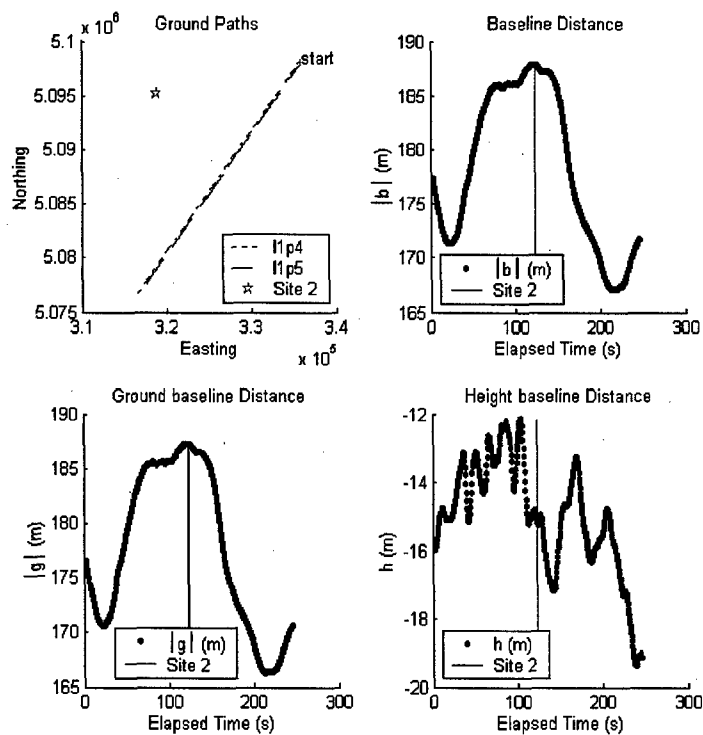 × 10⁶
Ground Paths
5.1
5.095
5.09
5.085
5.08
5.075
Northing
start
l1p4
l1p5
Site 2
3.1
3.2
3.3
3.4
Easting
× 10⁵
Baseline Distance
190
185
180
175
170
165
|b| (m)
|b| (m)
Site 2
0
100
200
300
Elapsed Time (s)
Ground baseline Distance
190
185
180
175
170
165
|g| (m)
|g| (m)
Site 2
0
100
200
300
Elapsed Time (s)
Height baseline Distance
-12
-14
-16
-18
-20
h (m)
h (m)
Site 2
0
100
200
300
Elapsed Time (s)